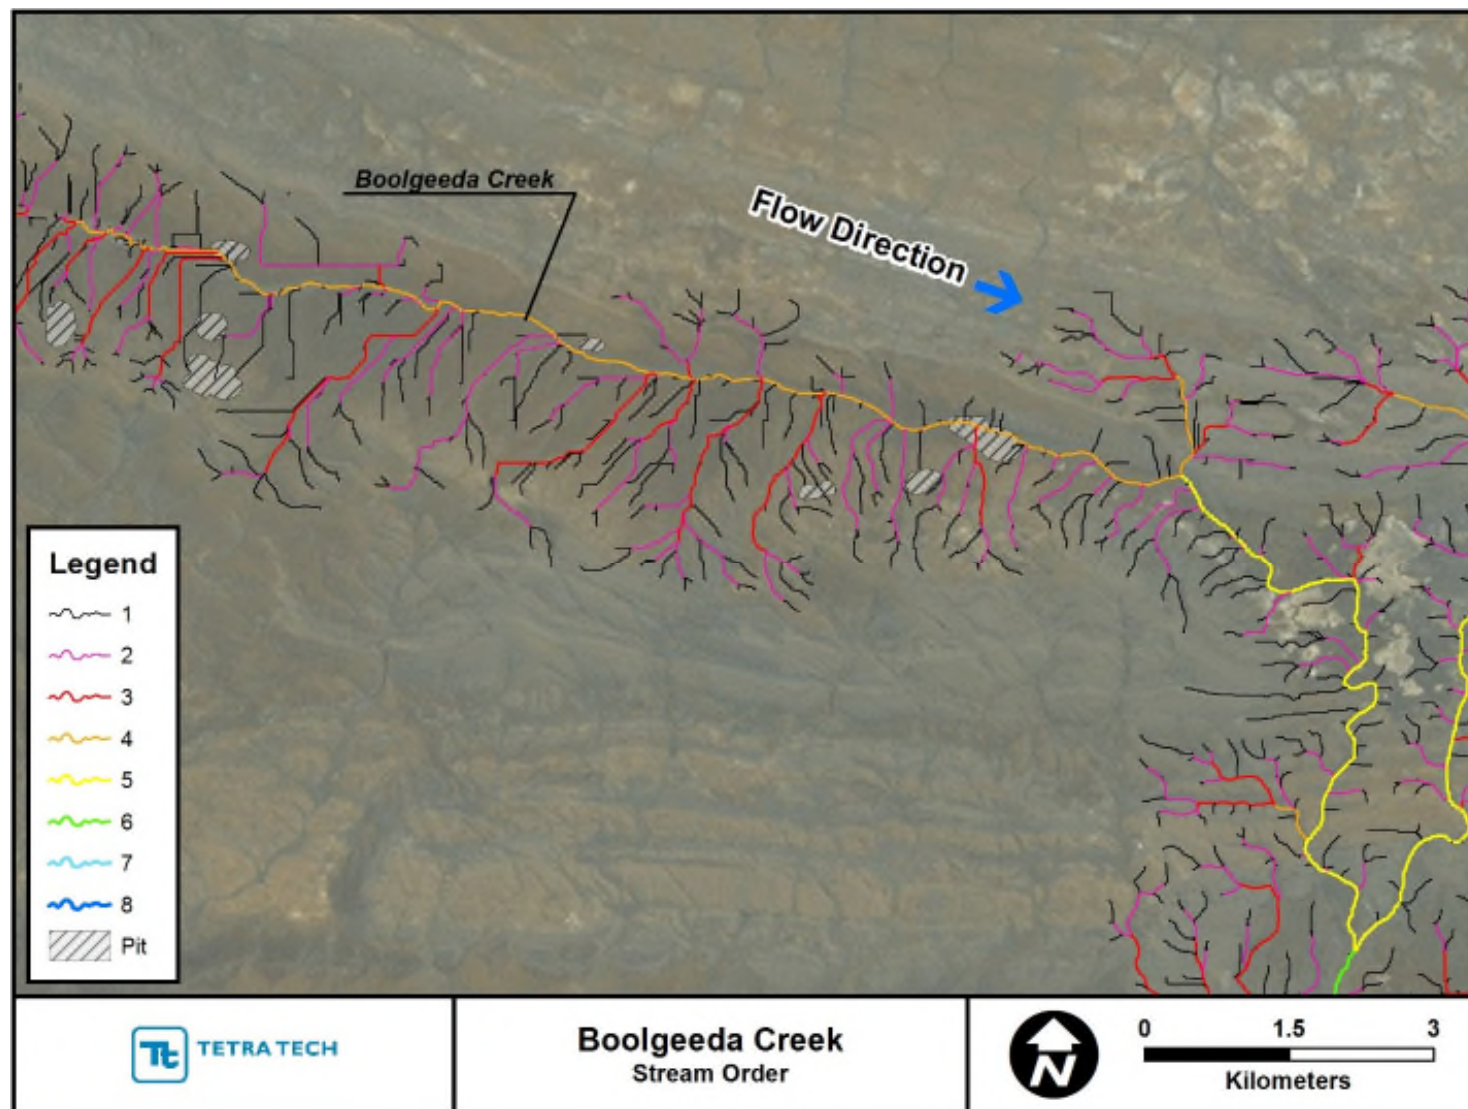 Boolgeeda Creek
Flow Direction
Legend
1
2
3
4
5
6
7
8
Pit
Tt TETRA TECH
Boolgeeda Creek
Stream Order
N
0 1.5 3
Kilometers